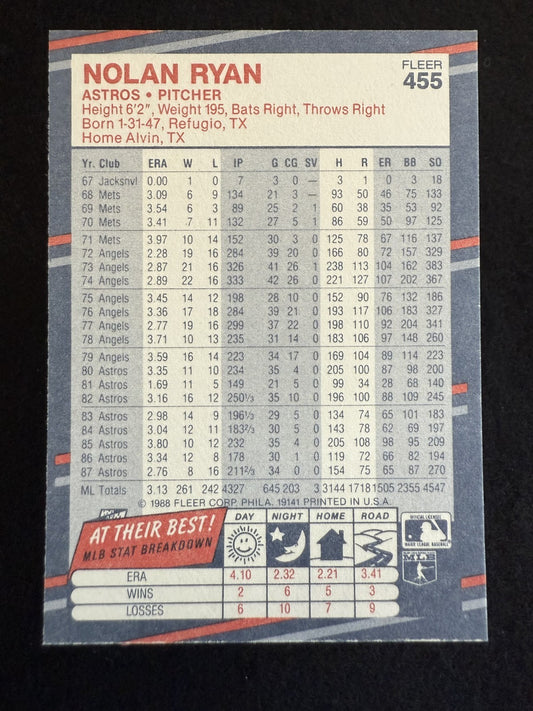 NOLAN RYAN
FLEER
455
ASTROS • PITCHER
Height 6'2", Weight 195, Bats Right, Throws Right
Born 1-31-47, Refugio, TX
Home Alvin, TX
Yr. Club ERA W L IP G CG SV H R ER BB SO
67 Jacksnvl 0.00 1 0 7 3 0 — 3 1 0 3 18
68 Mets 3.09 6 9 134 21 3 — 93 50 46 75 133
69 Mets 3.54 6 3 89 25 2 1 60 38 35 53 92
70 Mets 3.41 7 11 132 27 5 1 86 59 50 97 125
71 Mets 3.97 10 14 152 30 3 0 125 78 67 116 137
72 Angels 2.28 19 16 284 39 20 0 166 80 72 157 329
73 Angels 2.87 21 16 326 41 26 1 238 113 104 162 383
74 Angels 2.89 22 16 333 42 26 0 221 127 107 202 367
75 Angels 3.45 14 12 198 28 10 0 152 90 76 132 186
76 Angels 3.36 17 18 284 39 21 0 193 117 106 183 327
77 Angels 2.77 19 16 299 37 22 0 198 110 92 204 341
78 Angels 3.71 10 13 235 31 14 0 183 106 97 148 260
79 Angels 3.59 16 14 223 34 17 0 169 104 89 114 223
80 Astros 3.35 11 10 234 35 4 0 205 100 87 98 200
81 Astros 1.69 11 5 149 21 5 0 99 34 28 68 140
82 Astros 3.16 16 12 250⅓ 35 10 0 196 100 88 109 245
83 Astros 2.98 14 9 196⅓ 29 5 0 134 74 65 101 183
84 Astros 3.04 12 11 183⅔ 30 5 0 143 78 62 69 197
85 Astros 3.80 10 12 232 35 4 0 205 108 98 95 209
86 Astros 3.34 12 8 178 30 1 0 119 72 66 82 194
87 Astros 2.76 8 16 211⅔ 34 0 0 154 75 65 87 270
ML Totals 3.13 261 242 4327 645 203 3 3144 1718 1505 2355 4547
© 1988 FLEER CORP. PHILA. 19141 PRINTED IN U.S.A.
AT THEIR BEST!
MLB STAT BREAKDOWN
DAY NIGHT HOME ROAD
OFFICIAL LICENSEE
MAJOR LEAGUE BASEBALL
MLB
ERA 4.10 2.32 2.21 3.41
WINS 2 6 5 3
LOSSES 6 10 7 9